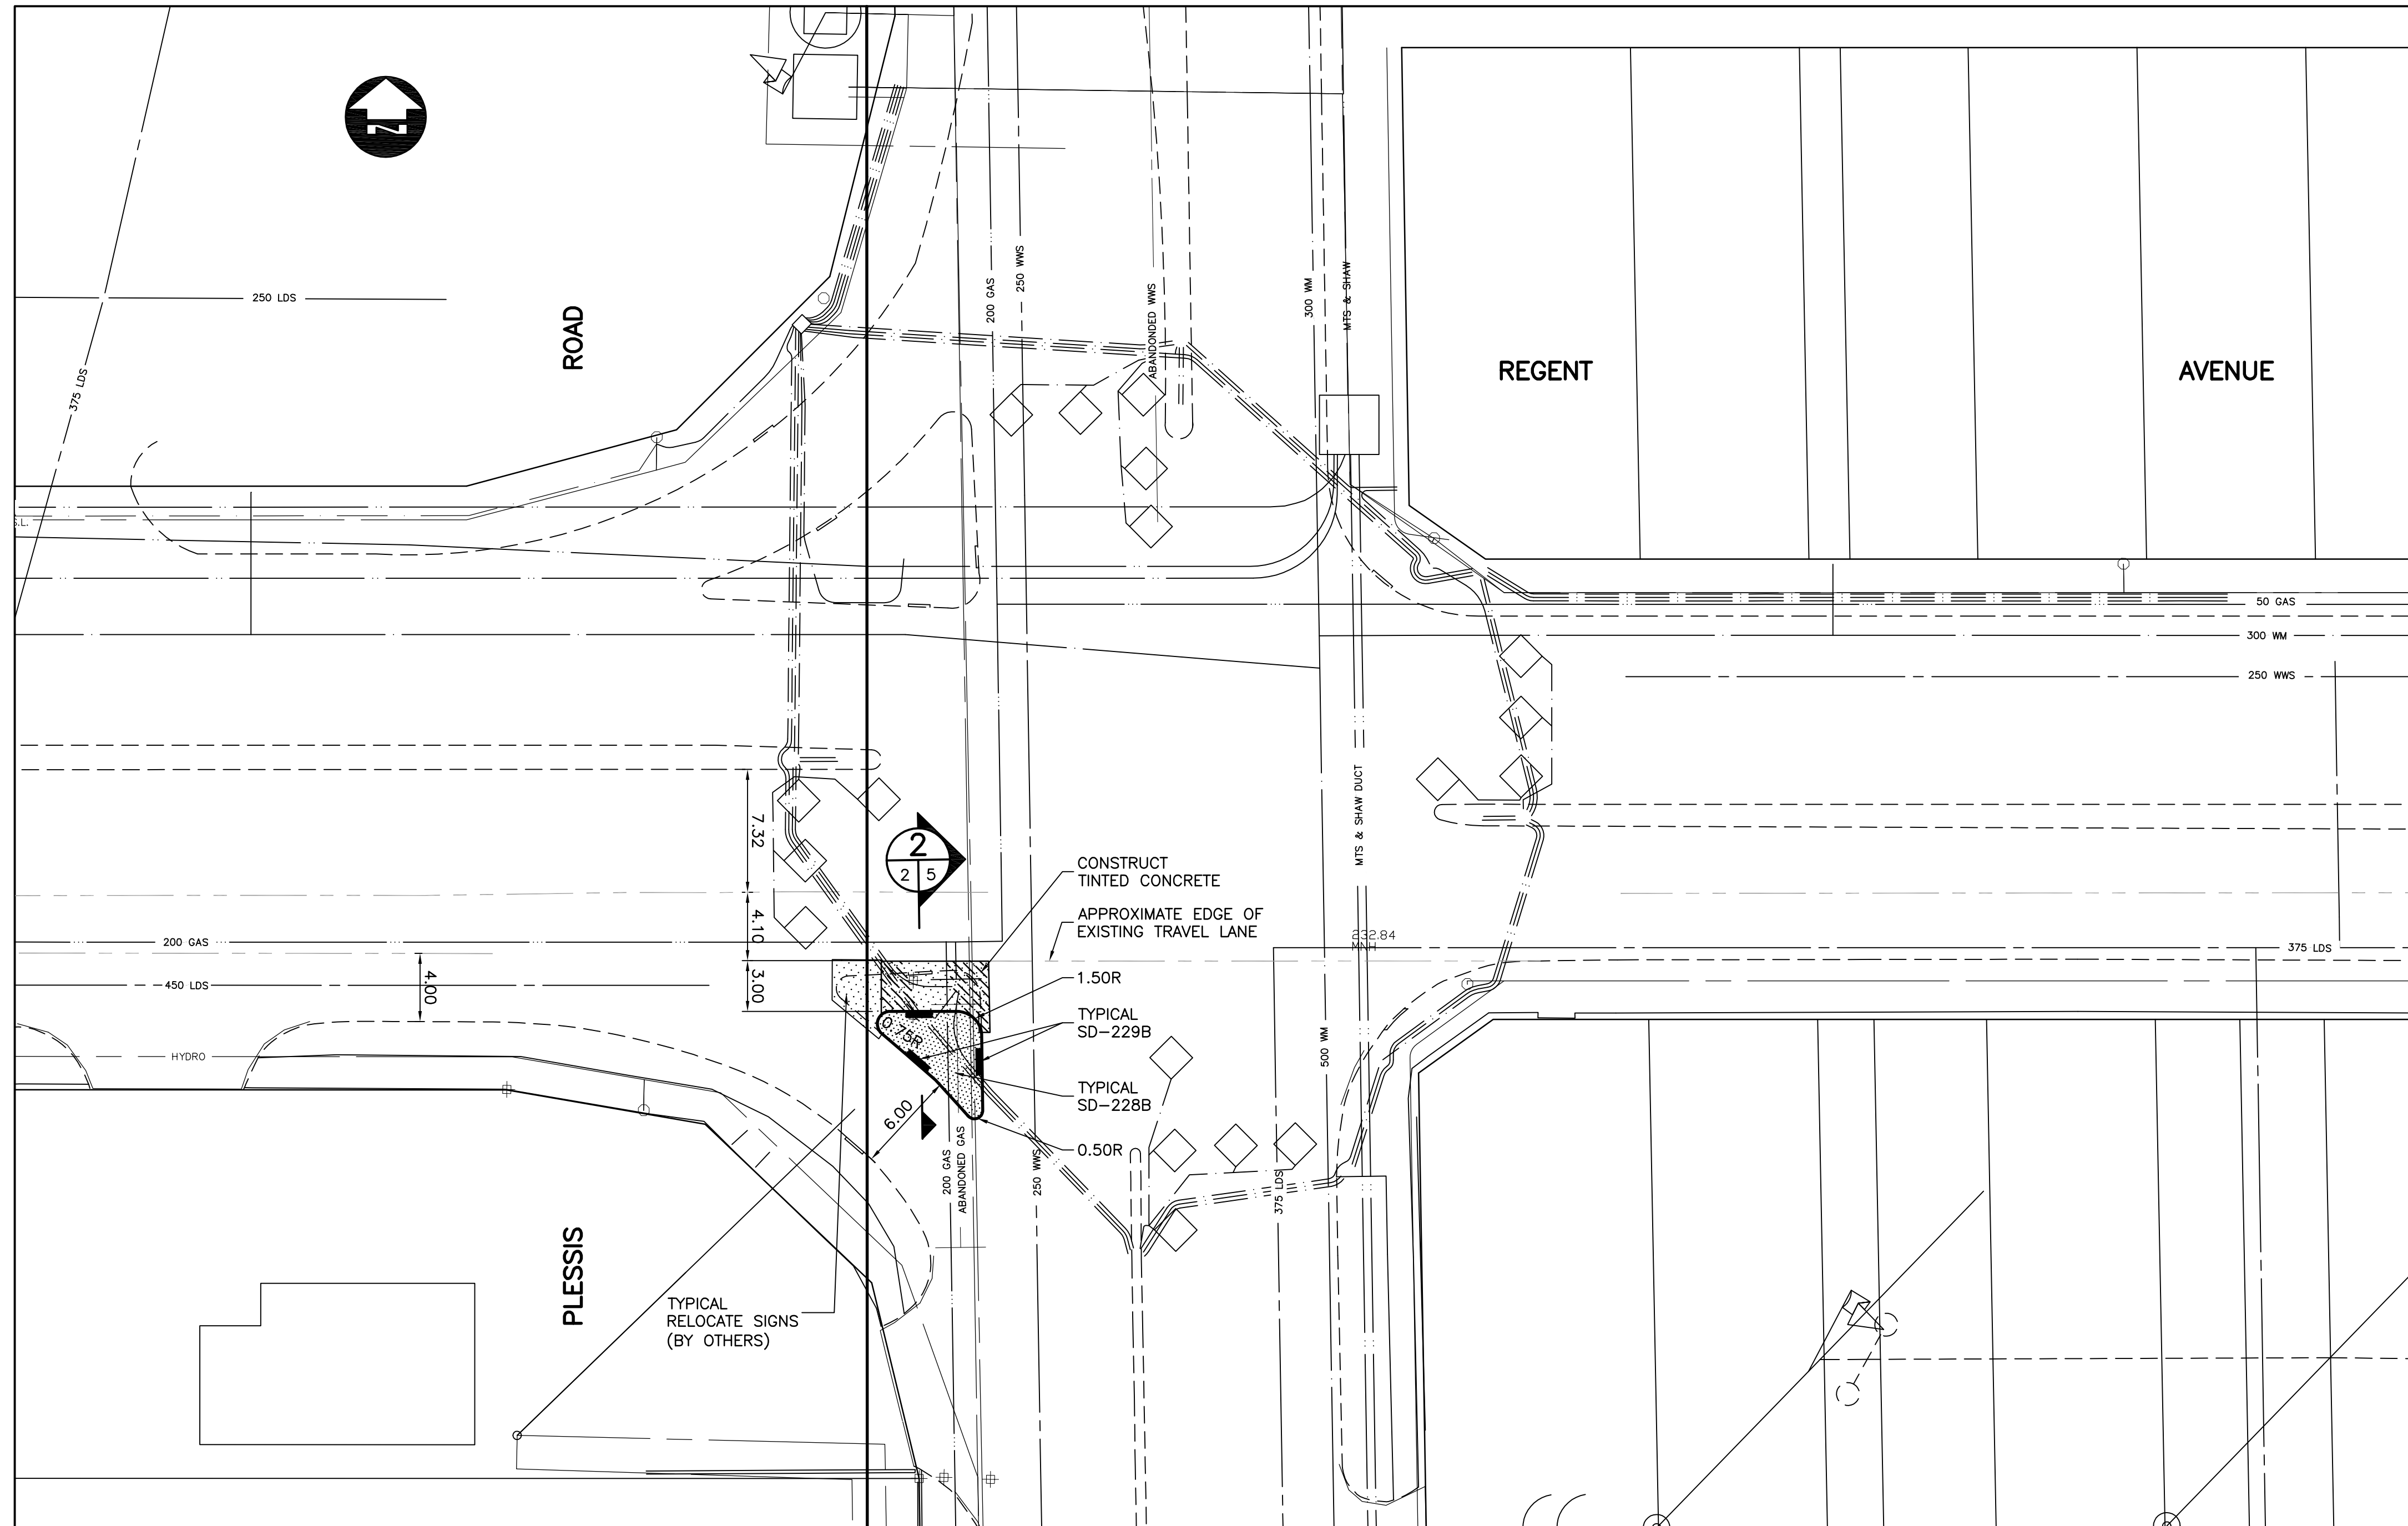 N
250 LDS
375 LDS
ROAD
200 GAS
250 WWS
ABANDONDED WWS
300 WM
MTS & SHAW
REGENT
AVENUE
S.L.
50 GAS
300 WM
250 WWS
7.32
4.10
3.00
4.00
2
2 5
MTS & SHAW DUCT
CONSTRUCT
TINTED CONCRETE
APPROXIMATE EDGE OF
EXISTING TRAVEL LANE
232.84
MNH
200 GAS
450 LDS
375 LDS
1.50R
TYPICAL
SD-229B
0.75R
HYDRO
500 WM
TYPICAL
SD-228B
6.00
0.50R
200 GAS
ABANDONED GAS
250 WWS
375 LDS
PLESSIS
TYPICAL
RELOCATE SIGNS
(BY OTHERS)